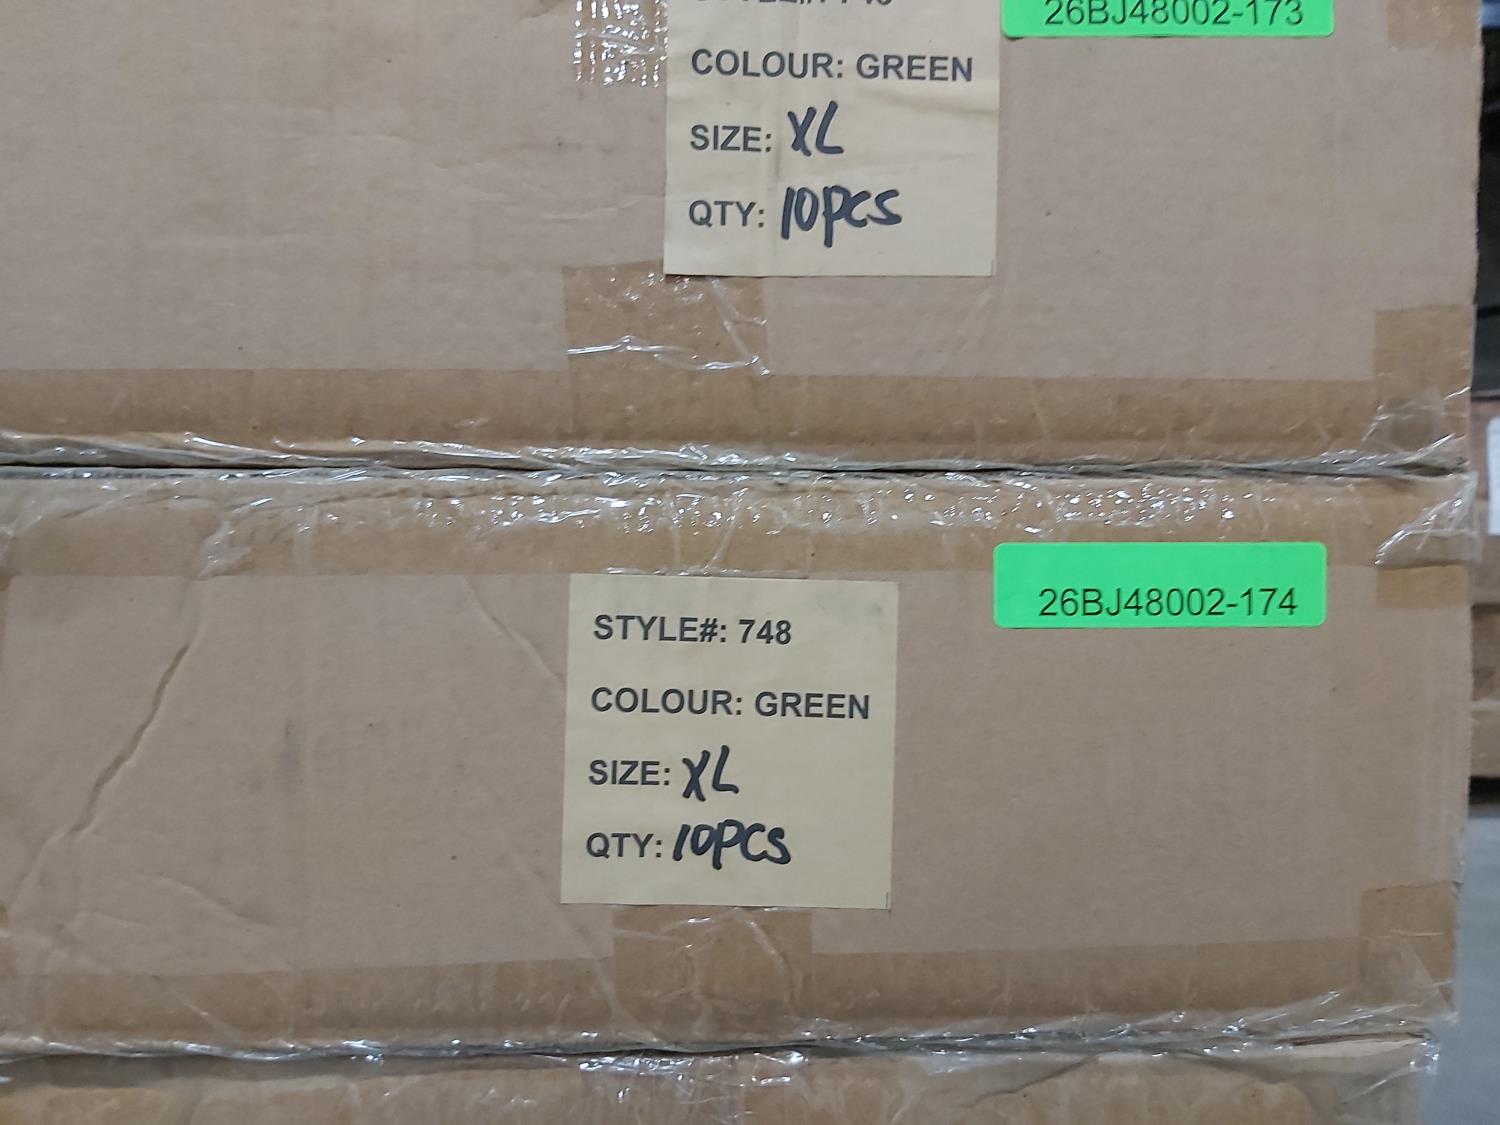 26BJ48002-173
COLOUR: GREEN
SIZE: XL
QTY: 10PCS
26BJ48002-174
STYLE#: 748
COLOUR: GREEN
SIZE: XL
QTY: 10PCS